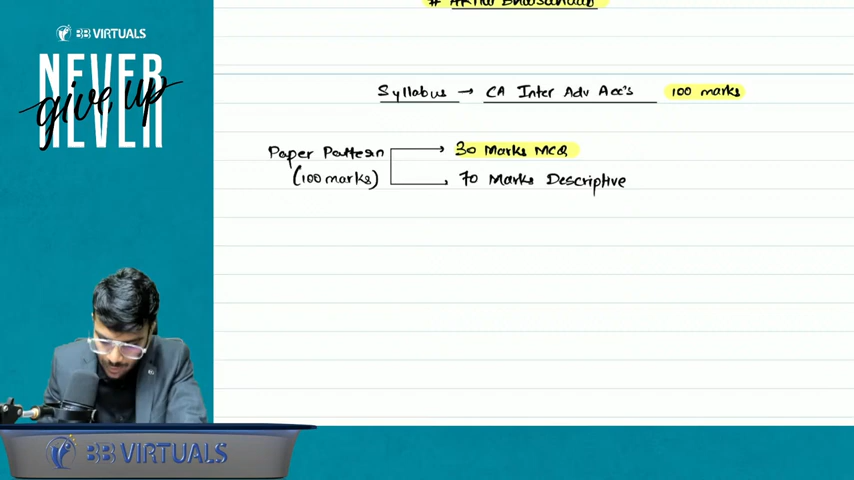 BB VIRTUALS
NEVER
give up
NEVER
#
Syllabus → CA Inter Adv Acc's 100 marks
Paper Pattern
(100 marks)
30 Marks MCQ
70 Marks Descriptive
BB VIRTUALS